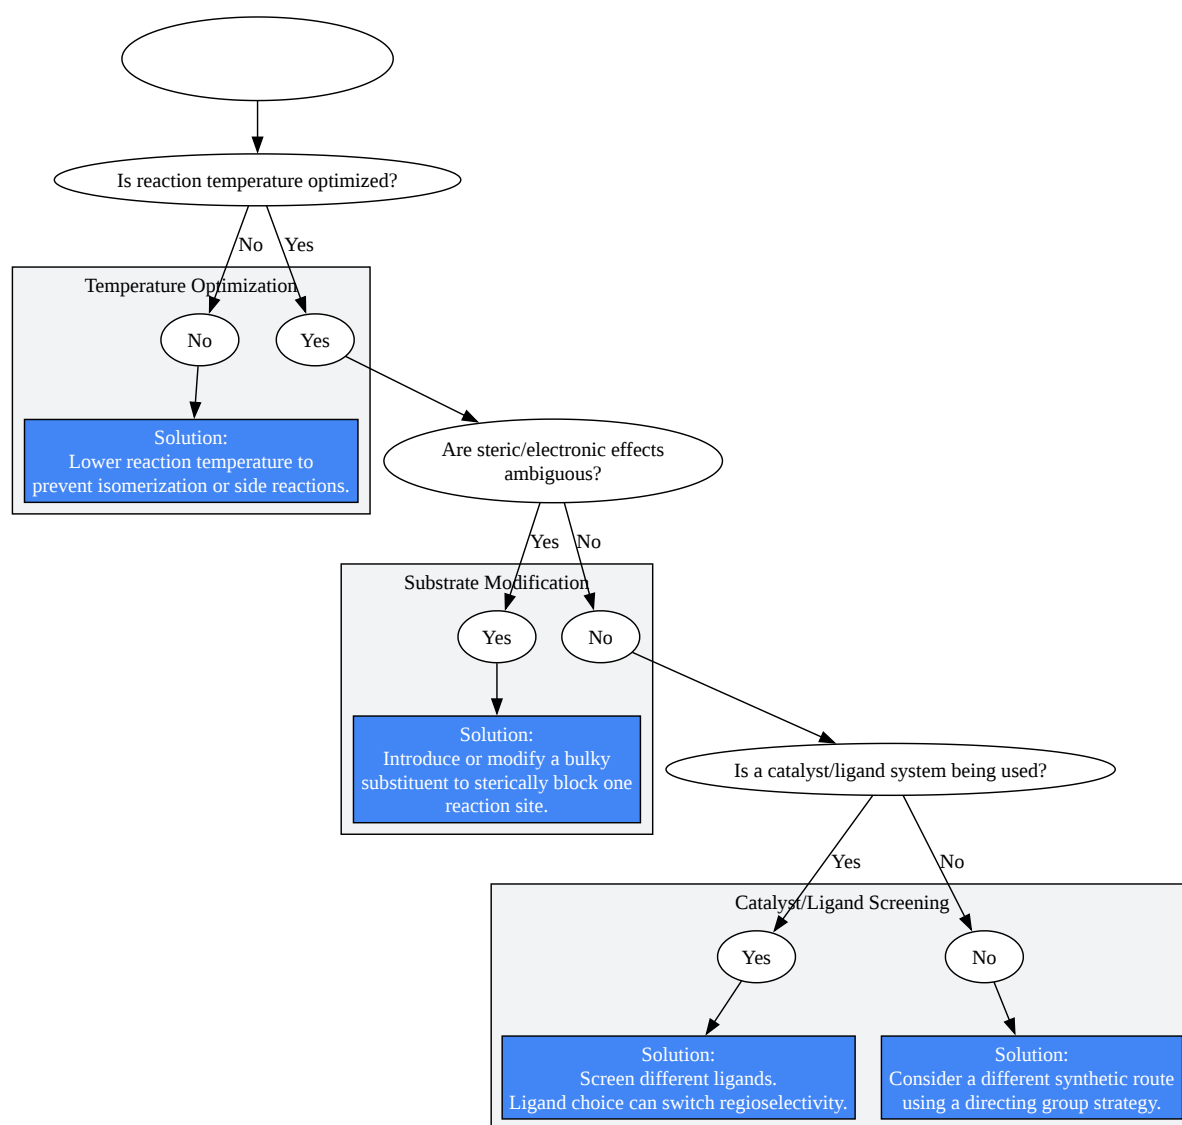 Is reaction temperature optimized?
No
Yes
Temperature Optimization
No
Yes
Solution:
Lower reaction temperature to
prevent isomerization or side reactions.
Are steric/electronic effects
ambiguous?
Yes
No
Substrate Modification
Yes
No
Solution:
Introduce or modify a bulky
substituent to sterically block one
reaction site.
Is a catalyst/ligand system being used?
Yes
No
Catalyst/Ligand Screening
Yes
No
Solution:
Screen different ligands.
Ligand choice can switch regioselectivity.
Solution:
Consider a different synthetic route
using a directing group strategy.